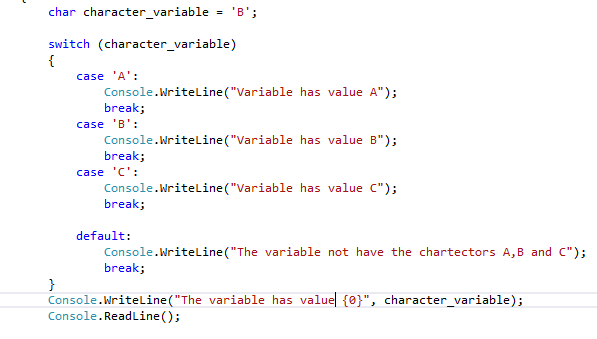 char character_variable = 'B';
switch (character_variable)
{
case 'A':
Console.WriteLine("Variable has value A");
break;
case 'B':
Console.WriteLine("Variable has value B");
break;
case 'C':
Console.WriteLine("Variable has value C");
break;
default:
Console.WriteLine("The variable not have the chartectors A,B and C");
break;
}
Console.WriteLine("The variable has value {0}", character_variable);
Console.ReadLine();